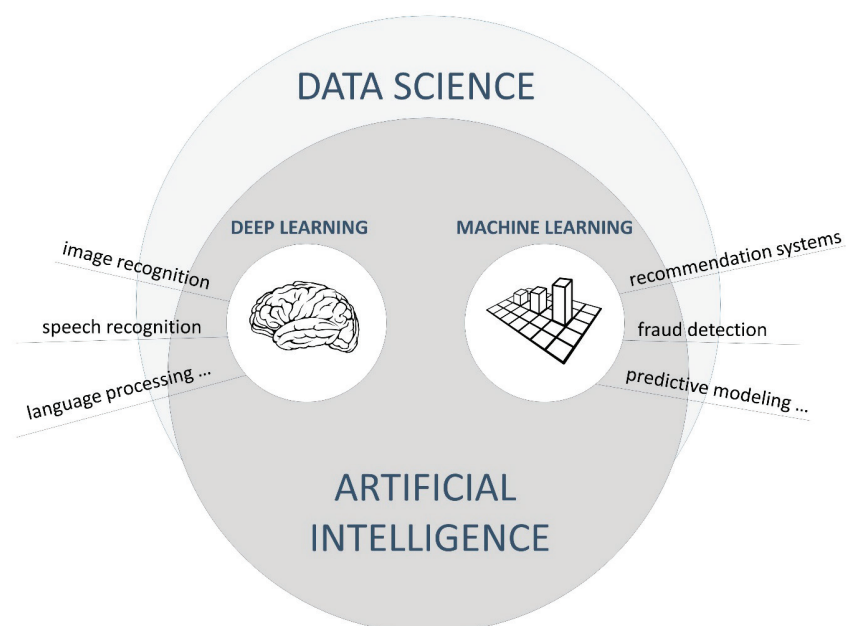 DATA SCIENCE
DEEP LEARNING
MACHINE LEARNING
image recognition
speech recognition
language processing ...
recommendation systems
fraud detection
predictive modeling ...
ARTIFICIAL
INTELLIGENCE